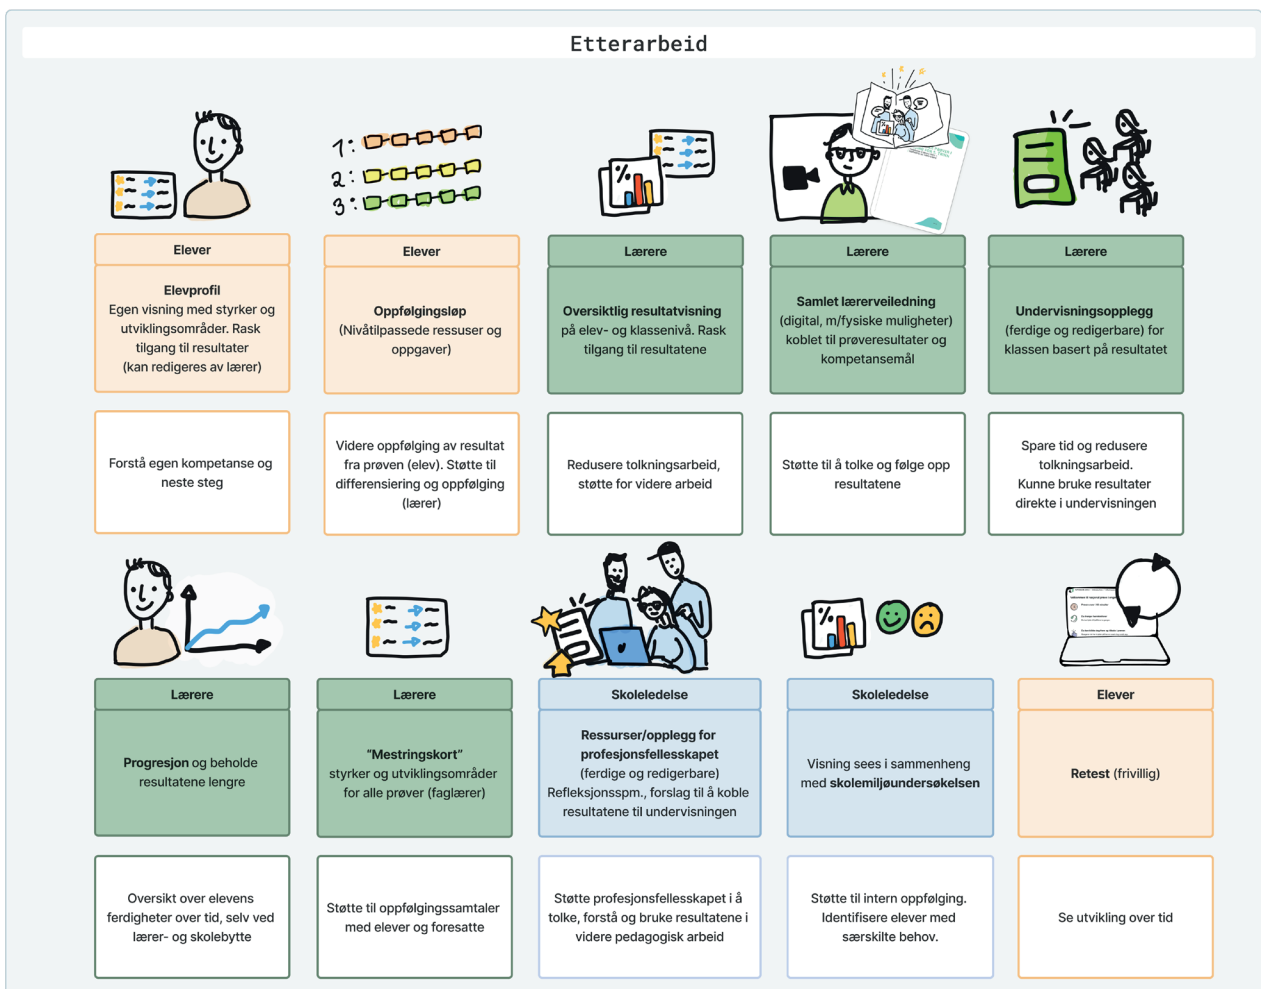 Etterarbeid
1:
2:
3:
%
Elever
Elevprofil
Egen visning med styrker og
utviklingsområder. Rask
tilgang til resultater
(kan redigeres av lærer)
Forstå egen kompetanse og
neste steg
Elever
Oppfølgingsløp
(Nivåtilpassede ressuser og
oppgaver)
Videre oppfølging av resultat
fra prøven (elev). Støtte til
differensiering og oppfølging
(lærer)
Lærere
Oversiktlig resultatvisning
på elev- og klassenivå. Rask
tilgang til resultatene
Redusere tolkningsarbeid,
støtte for videre arbeid
Lærere
Samlet lærerveiledning
(digital, m/fysiske muligheter)
koblet til prøveresultater og
kompetansemål
Støtte til å tolke og følge opp
resultatene
Lærere
Undervisningsopplegg
(ferdige og redigerbare) for
klassen basert på resultatet
Spare tid og redusere
tolkningsarbeid.
Kunne bruke resultater
direkte i undervisningen
%
Lærere
Progresjon og beholde
resultatene lengre
Oversikt over elevens
ferdigheter over tid, selv ved
lærer- og skolebytte
Lærere
“Mestringskort”
styrker og utviklingsområder
for alle prøver (faglærer)
Støtte til oppfølgingssamtaler
med elever og foresatte
Skoleledelse
Ressurser/opplegg for
profesjonsfellesskapet
(ferdige og redigerbare)
Refleksjonsspm., forslag til å koble
resultatene til undervisningen
Støtte profesjonsfellesskapet i å
tolke, forstå og bruke resultatene i
videre pedagogisk arbeid
Skoleledelse
Visning sees i sammenheng
med skolemiljøundersøkelsen
Støtte til intern oppfølging.
Identifisere elever med
særskilte behov.
Elever
Retest (frivillig)
Se utvikling over tid